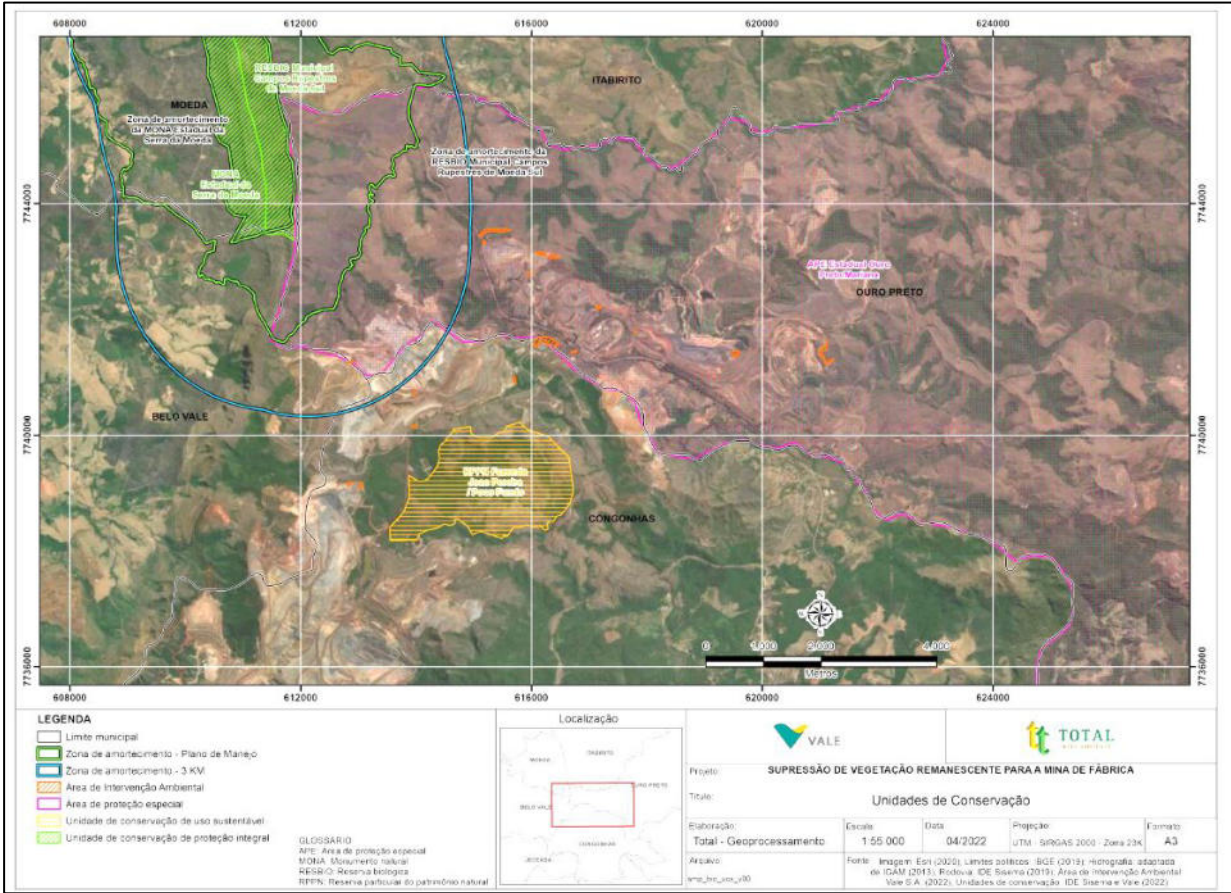 608000 612000 616000 620000 624000
ITABIRITO
RESBIO Municipal
Campos Rupestres
de Moeda Sul
MOEDA
Zona de amortecimento
da MONA Estadual da
Serra da Moeda
Zona de amortecimento da
RESBIO Municipal campos
Rupestres de Moeda Sul
MONA
Estadual da
Serra da Moeda
7744000 7744000
APE Estadual Ouro
Preto/Mariana
OURO PRETO
BELO VALE
7740000 7740000
RPPN Fazenda
CONGONHAS
0 1.000 2.000 4.000
Metros
7736000 7736000
608000 612000 616000 620000 624000
LEGENDA
Limite municipal
Zona de amortecimento - Plano de Manejo
Zona de amortecimento - 3 KM
Área de Intervenção Ambiental
Área de proteção especial
Unidade de conservação de uso sustentável
Unidade de conservação de proteção integral
GLOSSÁRIO
APE: Área de proteção especial
MONA: Monumento natural
RESBIO: Reserva biológica
RPPN: Reserva particular do patrimônio natural
Localização
ITABIRITO
MOEDA
OURO PRETO
BELO VALE
CONGONHAS
JECEABA
VALE
TOTAL
Projeto: SUPRESSÃO DE VEGETAÇÃO REMANESCENTE PARA A MINA DE FÁBRICA
Título: Unidades de Conservação
Elaboração: Total - Geoprocessamento
Escala: 1:55 000
Data 04/2022
Projeção: UTM - SIRGAS 2000 - Zona 23K
Formato A3
Arquivo:
Fonte: Imagem: Esri (2020); Limites políticos: IBGE (2019); Hidrografia: adaptada
de IGAM (2013); Rodovia: IDE Sisema (2019); Área de Intervenção Ambiental:
Vale S.A. (2022); Unidades de conservação: IDE Sisema e Vale (2022)